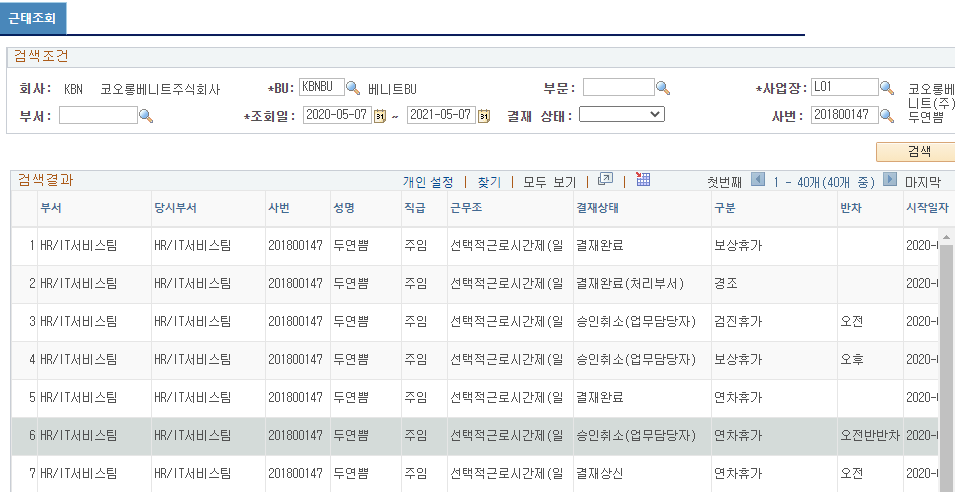 근태조회
검색조건
회사: KBN 코오롱베니트주식회사 *BU: KBNBU 베니트BU 부문: *사업장: L01 코오롱베
니트(주)
부서: *조회일: 2020-05-07 31 ~ 2021-05-07 31 결재 상태: 사번: 201800147 두연쁨
검색
검색결과 개인 설정 | 찾기 | 모두 보기 | | 첫번째 1 - 40개(40개 중) 마지막
부서 당시부서 사번 성명 직급 근무조 결재상태 구분 반차 시작일자
1 HR/IT서비스팀 HR/IT서비스팀 201800147 두연쁨 주임 선택적근로시간제(일 결재완료 보상휴가 2020-
2 HR/IT서비스팀 HR/IT서비스팀 201800147 두연쁨 주임 선택적근로시간제(일 결재완료(처리부서) 경조 2020-
3 HR/IT서비스팀 HR/IT서비스팀 201800147 두연쁨 주임 선택적근로시간제(일 승인취소(업무담당자) 검진휴가 오전 2020-
4 HR/IT서비스팀 HR/IT서비스팀 201800147 두연쁨 주임 선택적근로시간제(일 승인취소(업무담당자) 보상휴가 오후 2020-
5 HR/IT서비스팀 HR/IT서비스팀 201800147 두연쁨 주임 선택적근로시간제(일 결재완료 연차휴가 2020-
6 HR/IT서비스팀 HR/IT서비스팀 201800147 두연쁨 주임 선택적근로시간제(일 승인취소(업무담당자) 연차휴가 오전반반차 2020-
7 HR/IT서비스팀 HR/IT서비스팀 201800147 두연쁨 주임 선택적근로시간제(일 결재상신 연차휴가 오전 2020-